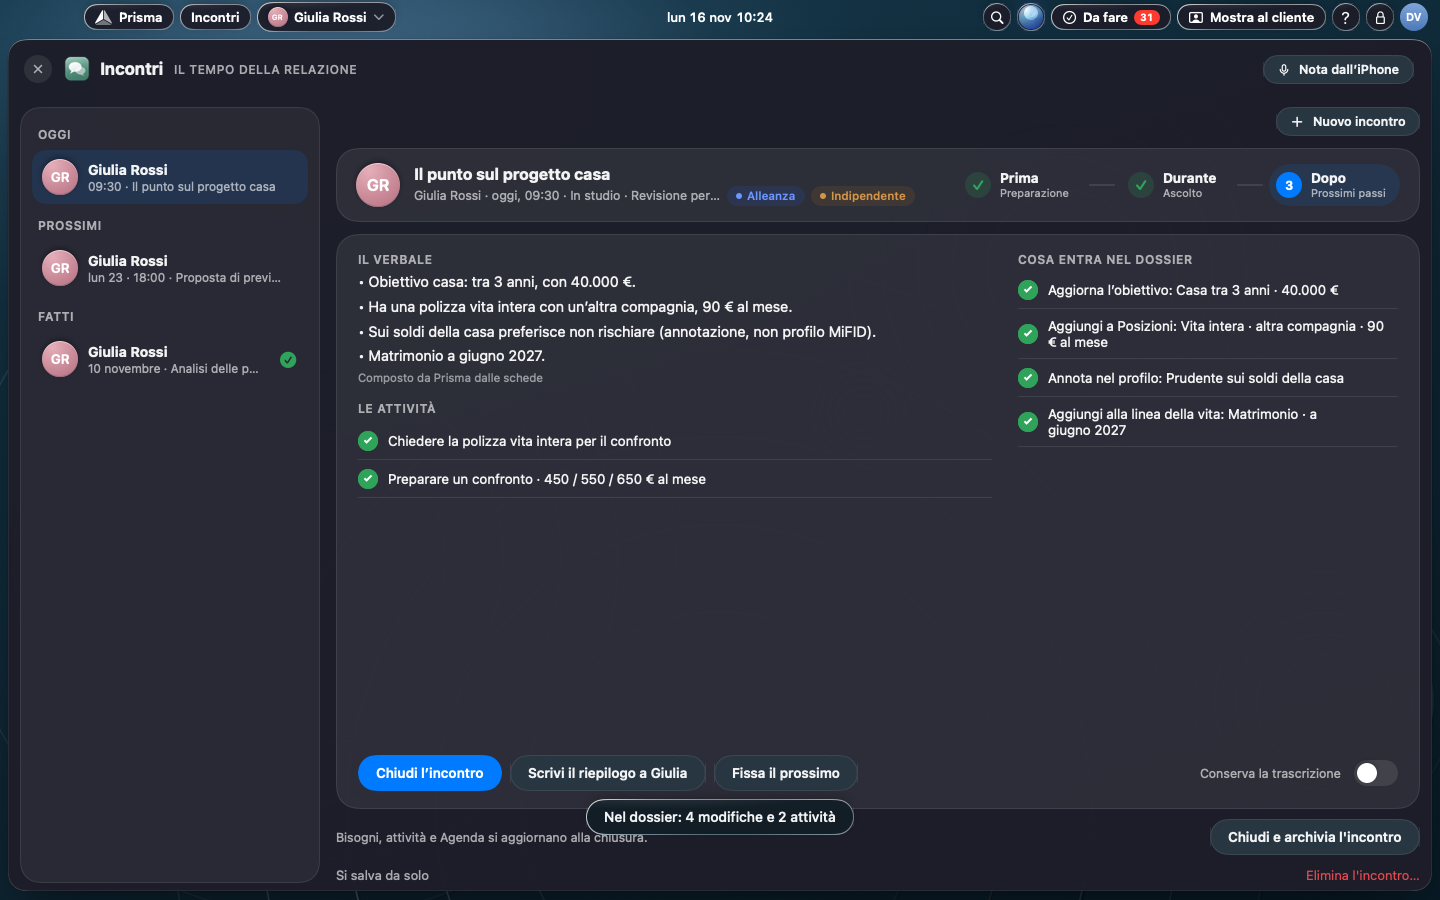 Prisma
Incontri
GR Giulia Rossi
lun 16 nov 10:24
Da fare 31
Mostra al cliente
?
DV
Incontri IL TEMPO DELLA RELAZIONE
Nota dall’iPhone
OGGI
GR
Giulia Rossi
09:30 · Il punto sul progetto casa
PROSSIMI
GR
Giulia Rossi
lun 23 · 18:00 · Proposta di previ...
FATTI
GR
Giulia Rossi
10 novembre · Analisi delle p...
+ Nuovo incontro
GR
Il punto sul progetto casa
Giulia Rossi · oggi, 09:30 · In studio · Revisione per...
Alleanza
Indipendente
Prima
Preparazione
Durante
Ascolto
3
Dopo
Prossimi passi
IL VERBALE
• Obiettivo casa: tra 3 anni, con 40.000 €.
• Ha una polizza vita intera con un’altra compagnia, 90 € al mese.
• Sui soldi della casa preferisce non rischiare (annotazione, non profilo MiFID).
• Matrimonio a giugno 2027.
Composto da Prisma dalle schede
LE ATTIVITÀ
Chiedere la polizza vita intera per il confronto
Preparare un confronto · 450 / 550 / 650 € al mese
COSA ENTRA NEL DOSSIER
Aggiorna l’obiettivo: Casa tra 3 anni · 40.000 €
Aggiungi a Posizioni: Vita intera · altra compagnia · 90
€ al mese
Annota nel profilo: Prudente sui soldi della casa
Aggiungi alla linea della vita: Matrimonio · a
giugno 2027
Chiudi l’incontro
Scrivi il riepilogo a Giulia
Fissa il prossimo
Conserva la trascrizione
Nel dossier: 4 modifiche e 2 attività
Bisogni, attività e Agenda si aggiornano alla chiusura.
Chiudi e archivia l'incontro
Si salva da solo
Elimina l'incontro...